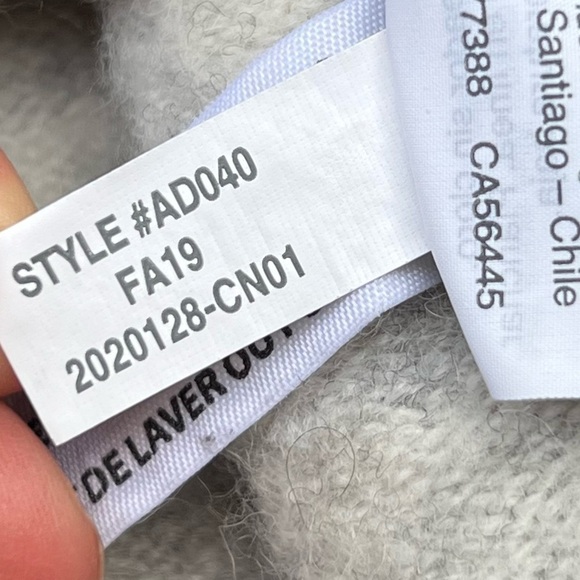 STYLE #AD040
FA19
2020128-CN01
DE LAVER OU
7388 CA56445
Santiago – Chile